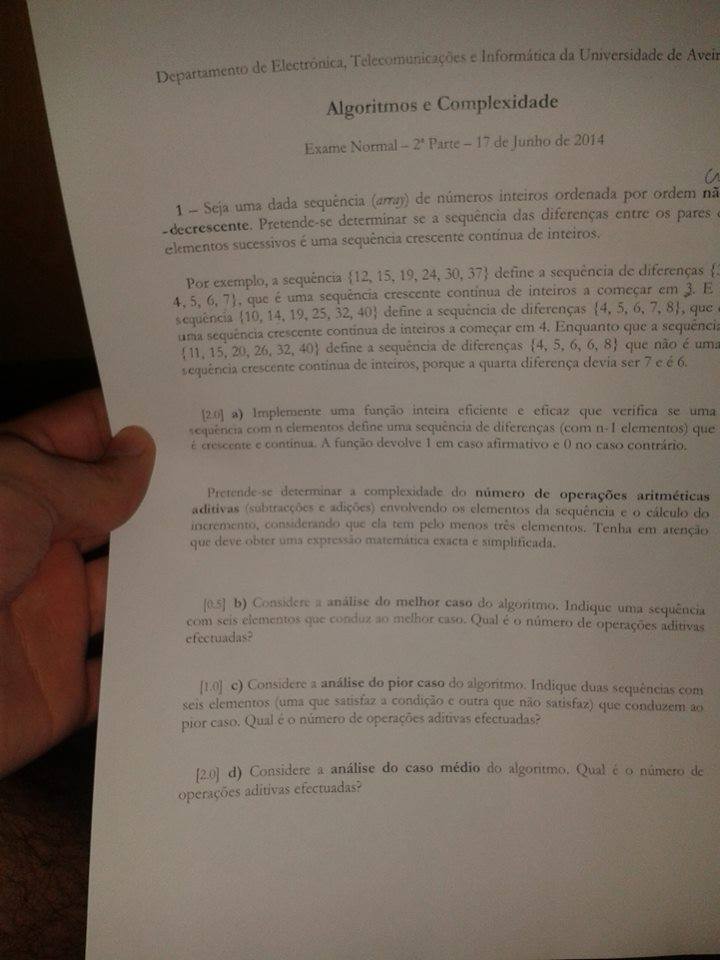 Departamento de Electrónica, Telecomunicações e Informática da Universidade de Aveir
Algoritmos e Complexidade
Exame Normal – 2ª Parte – 17 de Junho de 2014
1 – Seja uma dada sequência (array) de números inteiros ordenada por ordem nã
-decrescente. Pretende-se determinar se a sequência das diferenças entre os pares
elementos sucessivos é uma sequência crescente contínua de inteiros.
Por exemplo, a sequência {12, 15, 19, 24, 30, 37} define a sequência de diferenças {
4, 5, 6, 7}, que é uma sequência crescente contínua de inteiros a começar em 3. E
sequência {10, 14, 19, 25, 32, 40} define a sequência de diferenças {4, 5, 6, 7, 8}, que
uma sequência crescente contínua de inteiros a começar em 4. Enquanto que a sequência
{11, 15, 20, 26, 32, 40} define a sequência de diferenças {4, 5, 6, 6, 8} que não é uma
sequência crescente contínua de inteiros, porque a quarta diferença devia ser 7 e é 6.
[2.0] a) Implemente uma função inteira eficiente e eficaz que verifica se uma
sequência com n elementos define uma sequência de diferenças (com n-1 elementos) que
é crescente e contínua. A função devolve 1 em caso afirmativo e 0 no caso contrário.
Pretende-se determinar a complexidade do número de operações aritméticas
aditivas (subtracções e adições) envolvendo os elementos da sequência e o cálculo do
incremento, considerando que ela tem pelo menos três elementos. Tenha em atenção
que deve obter uma expressão matemática exacta e simplificada.
[0.5] b) Considere a análise do melhor caso do algoritmo. Indique uma sequência
com seis elementos que conduz ao melhor caso. Qual é o número de operações aditivas
efectuadas?
[1.0] c) Considere a análise do pior caso do algoritmo. Indique duas sequências com
seis elementos (uma que satisfaz a condição e outra que não satisfaz) que conduzem ao
pior caso. Qual é o número de operações aditivas efectuadas?
[2.0] d) Considere a análise do caso médio do algoritmo. Qual é o número de
operações aditivas efectuadas?